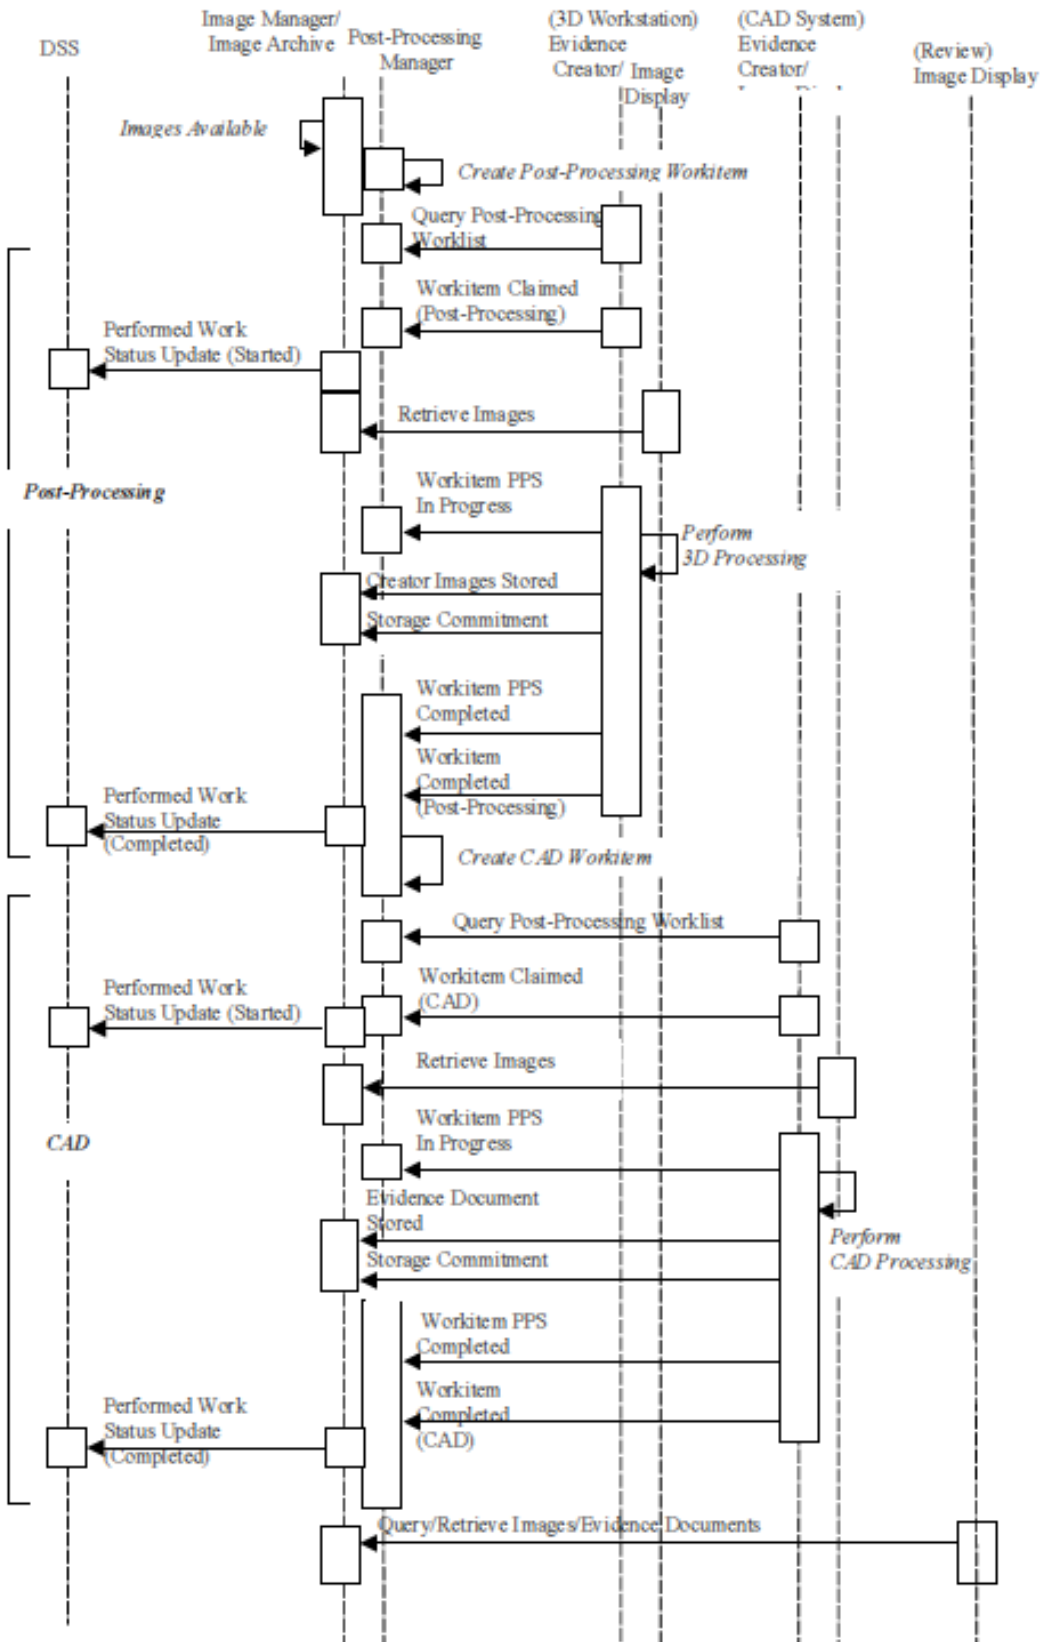 DSS
Image Manager/
Image Archive
Post-Processing
Manager
(3D Workstation)
Evidence
Creator/
Image
Display
(CAD System)
Evidence
Creator/
(Review)
Image Display
Images Available
Create Post-Processing Workitem
Query Post-Processing
Worklist
Workitem Claimed
(Post-Processing)
Performed Work
Status Update (Started)
Retrieve Images
Post-Processing
Workitem PPS
In Progress
Perform
3D Processing
Creator Images Stored
Storage Commitment
Workitem PPS
Completed
Workitem
Completed
(Post-Processing)
Performed Work
Status Update
(Completed)
Create CAD Workitem
Query Post-Processing Worklist
Workitem Claimed
(CAD)
Performed Work
Status Update (Started)
Retrieve Images
Workitem PPS
In Progress
CAD
Evidence Document
Stored
Perform
CAD Processing
Storage Commitment
Workitem PPS
Completed
Workitem
Completed
(CAD)
Performed Work
Status Update
(Completed)
Query/Retrieve Images/Evidence Documents